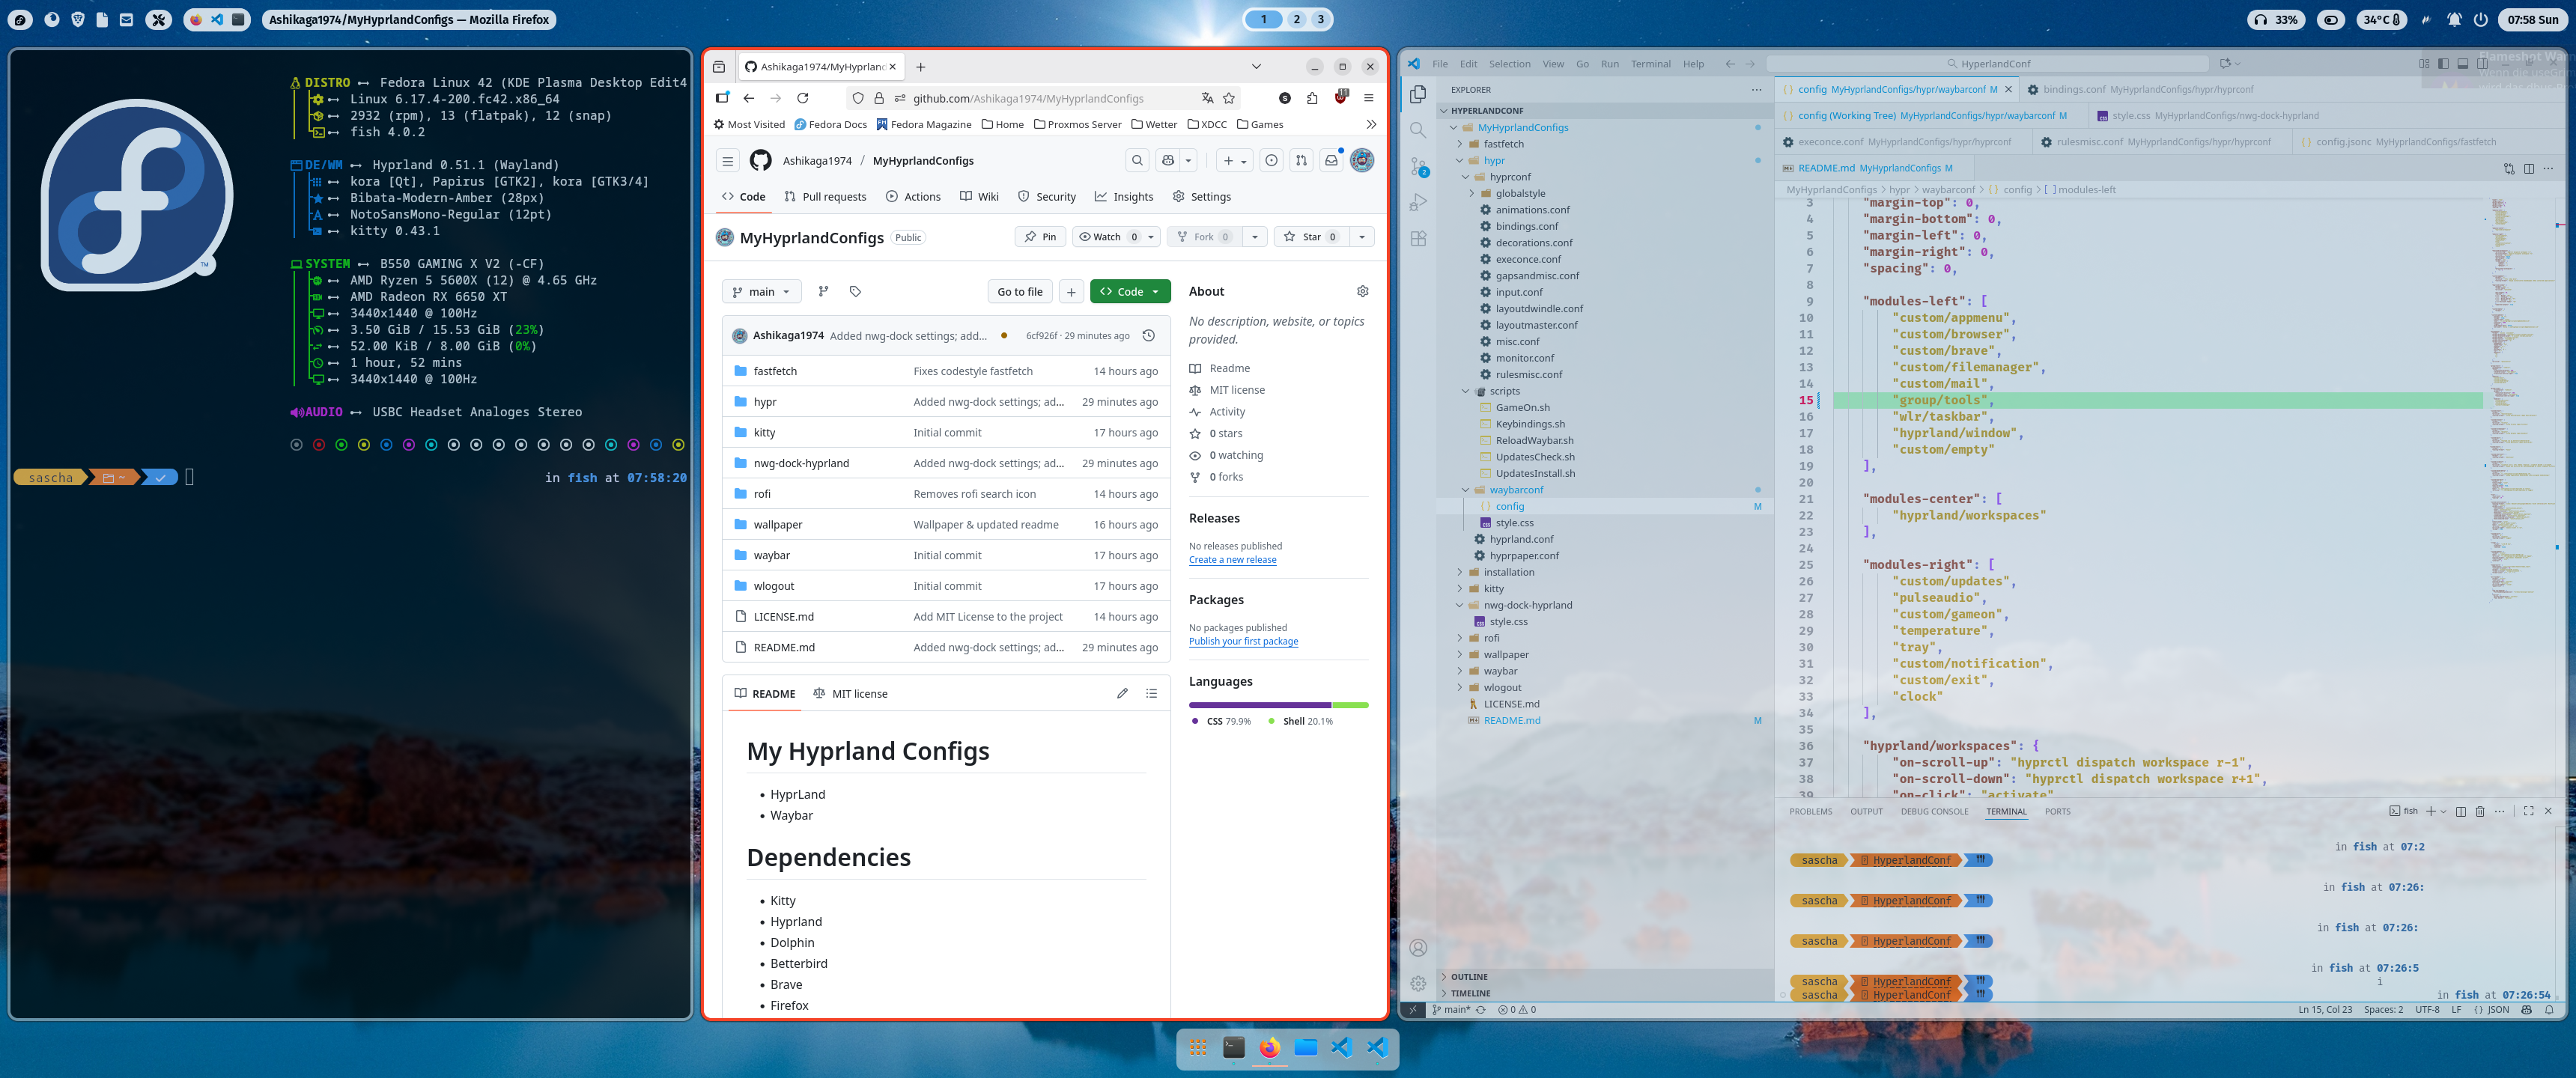 Ashikaga1974/MyHyprlandConfigs — Mozilla Firefox
1 2 3
33% 34°C 07:58 Sun
DISTRO Fedora Linux 42 (KDE Plasma Desktop Edit4
Linux 6.17.4-200.fc42.x86_64
2932 (rpm), 13 (flatpak), 12 (snap)
fish 4.0.2
DE/WM Hyprland 0.51.1 (Wayland)
kora [Qt], Papirus [GTK2], kora [GTK3/4]
Bibata-Modern-Amber (28px)
NotoSansMono-Regular (12pt)
kitty 0.43.1
SYSTEM B550 GAMING X V2 (-CF)
AMD Ryzen 5 5600X (12) @ 4.65 GHz
AMD Radeon RX 6650 XT
3440x1440 @ 100Hz
3.50 GiB / 15.53 GiB (23%)
52.00 KiB / 8.00 GiB (0%)
1 hour, 52 mins
3440x1440 @ 100Hz
AUDIO USBC Headset Analoges Stereo
sascha ~ in fish at 07:58:20
Ashikaga1974/MyHyprlan
github.com/Ashikaga1974/MyHyprlandConfigs
Most Visited Fedora Docs Fedora Magazine Home Proxmos Server Wetter XDCC Games
Ashikaga1974 / MyHyprlandConfigs
Code Pull requests Actions Wiki Security Insights Settings
MyHyprlandConfigs Public Pin Watch 0 Fork 0 Star 0
main Go to file Code
Ashikaga1974 Added nwg-dock settings; add... 6cf926f · 29 minutes ago
fastfetch Fixes codestyle fastfetch 14 hours ago
hypr Added nwg-dock settings; ad... 29 minutes ago
kitty Initial commit 17 hours ago
nwg-dock-hyprland Added nwg-dock settings; ad... 29 minutes ago
rofi Removes rofi search icon 14 hours ago
wallpaper Wallpaper & updated readme 16 hours ago
waybar Initial commit 17 hours ago
wlogout Initial commit 17 hours ago
LICENSE.md Add MIT License to the project 14 hours ago
README.md Added nwg-dock settings; ad... 29 minutes ago
README MIT license
My Hyprland Configs
• HyprLand
• Waybar
Dependencies
• Kitty
• Hyprland
• Dolphin
• Betterbird
• Brave
• Firefox
About
No description, website, or topics
provided.
Readme
MIT license
Activity
0 stars
0 watching
0 forks
Releases
No releases published
Create a new release
Packages
No packages published
Publish your first package
Languages
CSS 79.9% Shell 20.1%
File Edit Selection View Go Run Terminal Help HyperlandConf
EXPLORER
HYPERLANDCONF
MyHyprlandConfigs
fastfetch
hypr
hyprconf
globalstyle
animations.conf
bindings.conf
decorations.conf
execonce.conf
gapsandmisc.conf
input.conf
layoutdwindle.conf
layoutmaster.conf
misc.conf
monitor.conf
rulesmisc.conf
scripts
GameOn.sh
Keybindings.sh
ReloadWaybar.sh
UpdatesCheck.sh
UpdatesInstall.sh
waybarconf
config M
style.css
hyprland.conf
hyprpaper.conf
installation
kitty
nwg-dock-hyprland
style.css
rofi
wallpaper
waybar
wlogout
LICENSE.md
README.md M
OUTLINE
TIMELINE
config MyHyprlandConfigs/hypr/waybarconf M bindings.conf MyHyprlandConfigs/hypr/hyprconf
config (Working Tree) MyHyprlandConfigs/hypr/waybarconf M style.css MyHyprlandConfigs/nwg-dock-hyprland
execonce.conf MyHyprlandConfigs/hypr/hyprconf rulesmisc.conf MyHyprlandConfigs/hypr/hyprconf config.jsonc MyHyprlandConfigs/fastfetch
README.md MyHyprlandConfigs M
MyHyprlandConfigs > hypr > waybarconf > {} config > [ ] modules-left
3 "margin-top": 0,
4 "margin-bottom": 0,
5 "margin-left": 0,
6 "margin-right": 0,
7 "spacing": 0,
8
9 "modules-left": [
10 "custom/appmenu",
11 "custom/browser",
12 "custom/brave",
13 "custom/filemanager",
14 "custom/mail",
15 "group/tools",
16 "wlr/taskbar",
17 "hyprland/window",
18 "custom/empty"
19 ],
20
21 "modules-center": [
22 "hyprland/workspaces"
23 ],
24
25 "modules-right": [
26 "custom/updates",
27 "pulseaudio",
28 "custom/gameon",
29 "temperature",
30 "tray",
31 "custom/notification",
32 "custom/exit",
33 "clock"
34 ],
35
36 "hyprland/workspaces": {
37 "on-scroll-up": "hyprctl dispatch workspace r-1",
38 "on-scroll-down": "hyprctl dispatch workspace r+1",
39 "on-click": "activate"
PROBLEMS OUTPUT DEBUG CONSOLE TERMINAL PORTS fish
in fish at 07:2
sascha HyperlandConf
in fish at 07:26:
sascha HyperlandConf
in fish at 07:26:
sascha HyperlandConf
in fish at 07:26:5
sascha HyperlandConf i
sascha HyperlandConf in fish at 07:26:54
main* 0 0 Ln 15, Col 23 Spaces: 2 UTF-8 LF {} JSON